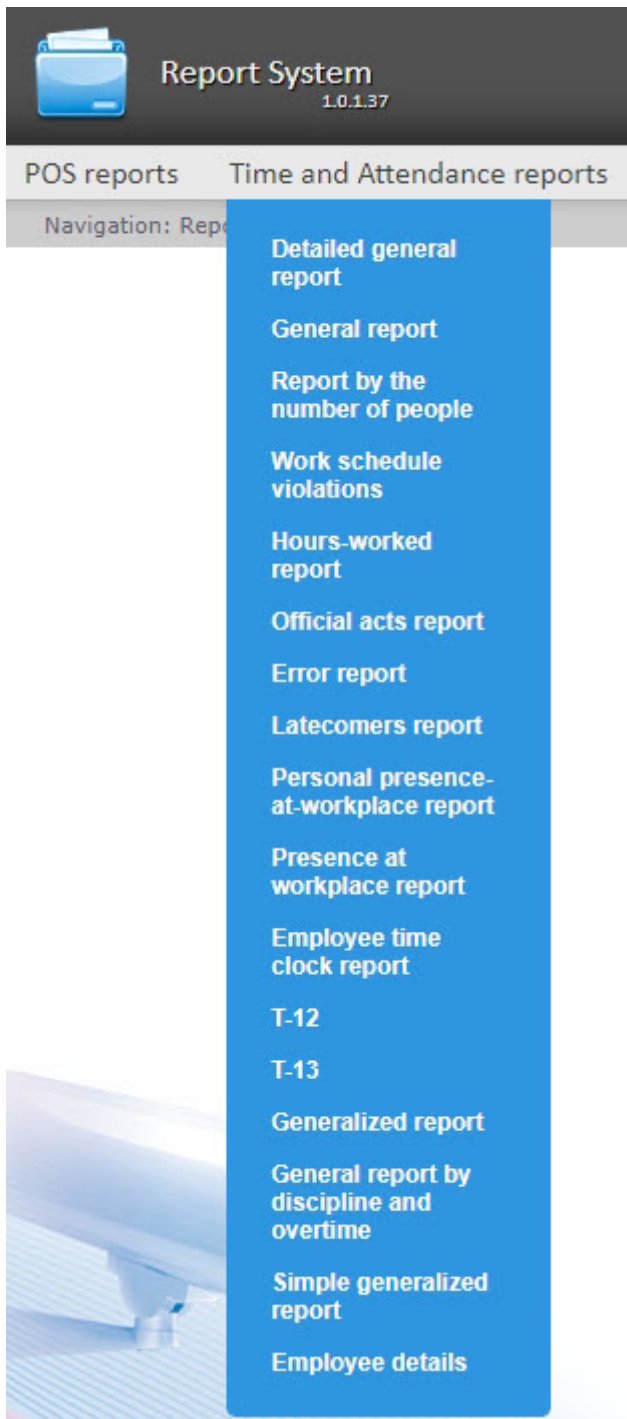 Report System
1.0.1.37
POS reports Time and Attendance reports
Navigation: Repo
Detailed general
report
General report
Report by the
number of people
Work schedule
violations
Hours-worked
report
Official acts report
Error report
Latecomers report
Personal presence-
at-workplace report
Presence at
workplace report
Employee time
clock report
T-12
T-13
Generalized report
General report by
discipline and
overtime
Simple generalized
report
Employee details